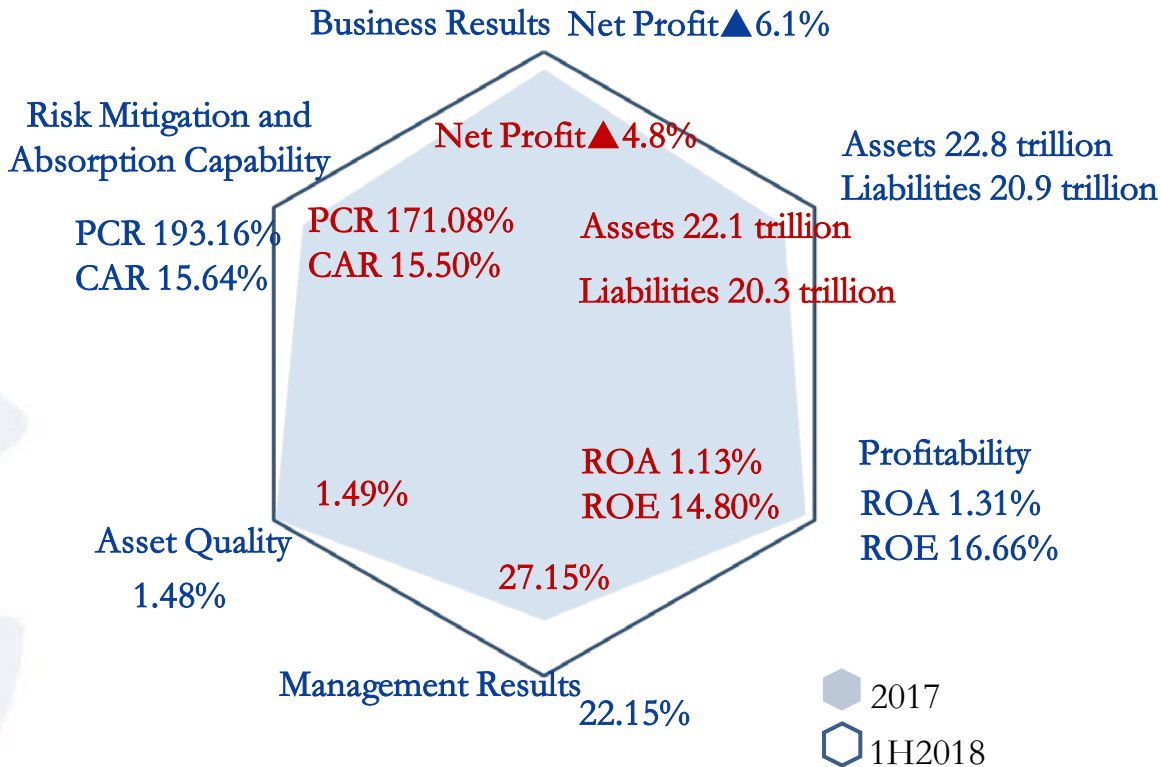 Business Results Net Profit▲6.1%
Risk Mitigation and
Absorption Capability
PCR 193.16%
CAR 15.64%
Net Profit▲4.8%
PCR 171.08%
CAR 15.50%
Assets 22.1 trillion
Liabilities 20.3 trillion
Assets 22.8 trillion
Liabilities 20.9 trillion
ROA 1.13%
ROE 14.80%
Profitability
ROA 1.31%
ROE 16.66%
1.49%
Asset Quality
1.48%
27.15%
Management Results
22.15%
2017
1H2018